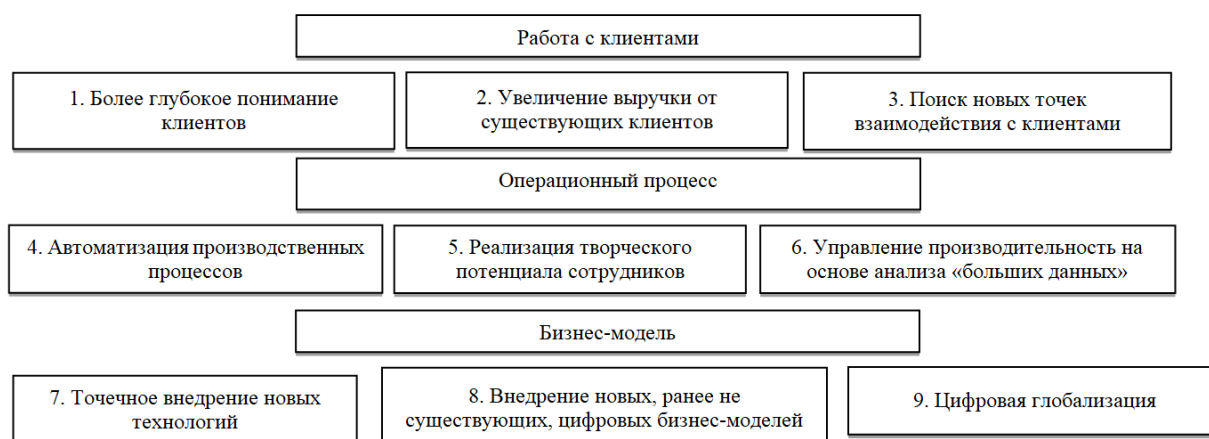 Работа с клиентами
1. Более глубокое понимание
клиентов
2. Увеличение выручки от
существующих клиентов
3. Поиск новых точек
взаимодействия с клиентами
Операционный процесс
4. Автоматизация производственных
процессов
5. Реализация творческого
потенциала сотрудников
6. Управление производительность на
основе анализа «больших данных»
Бизнес-модель
7. Точечное внедрение новых
технологий
8. Внедрение новых, ранее не
существующих, цифровых бизнес-моделей
9. Цифровая глобализация